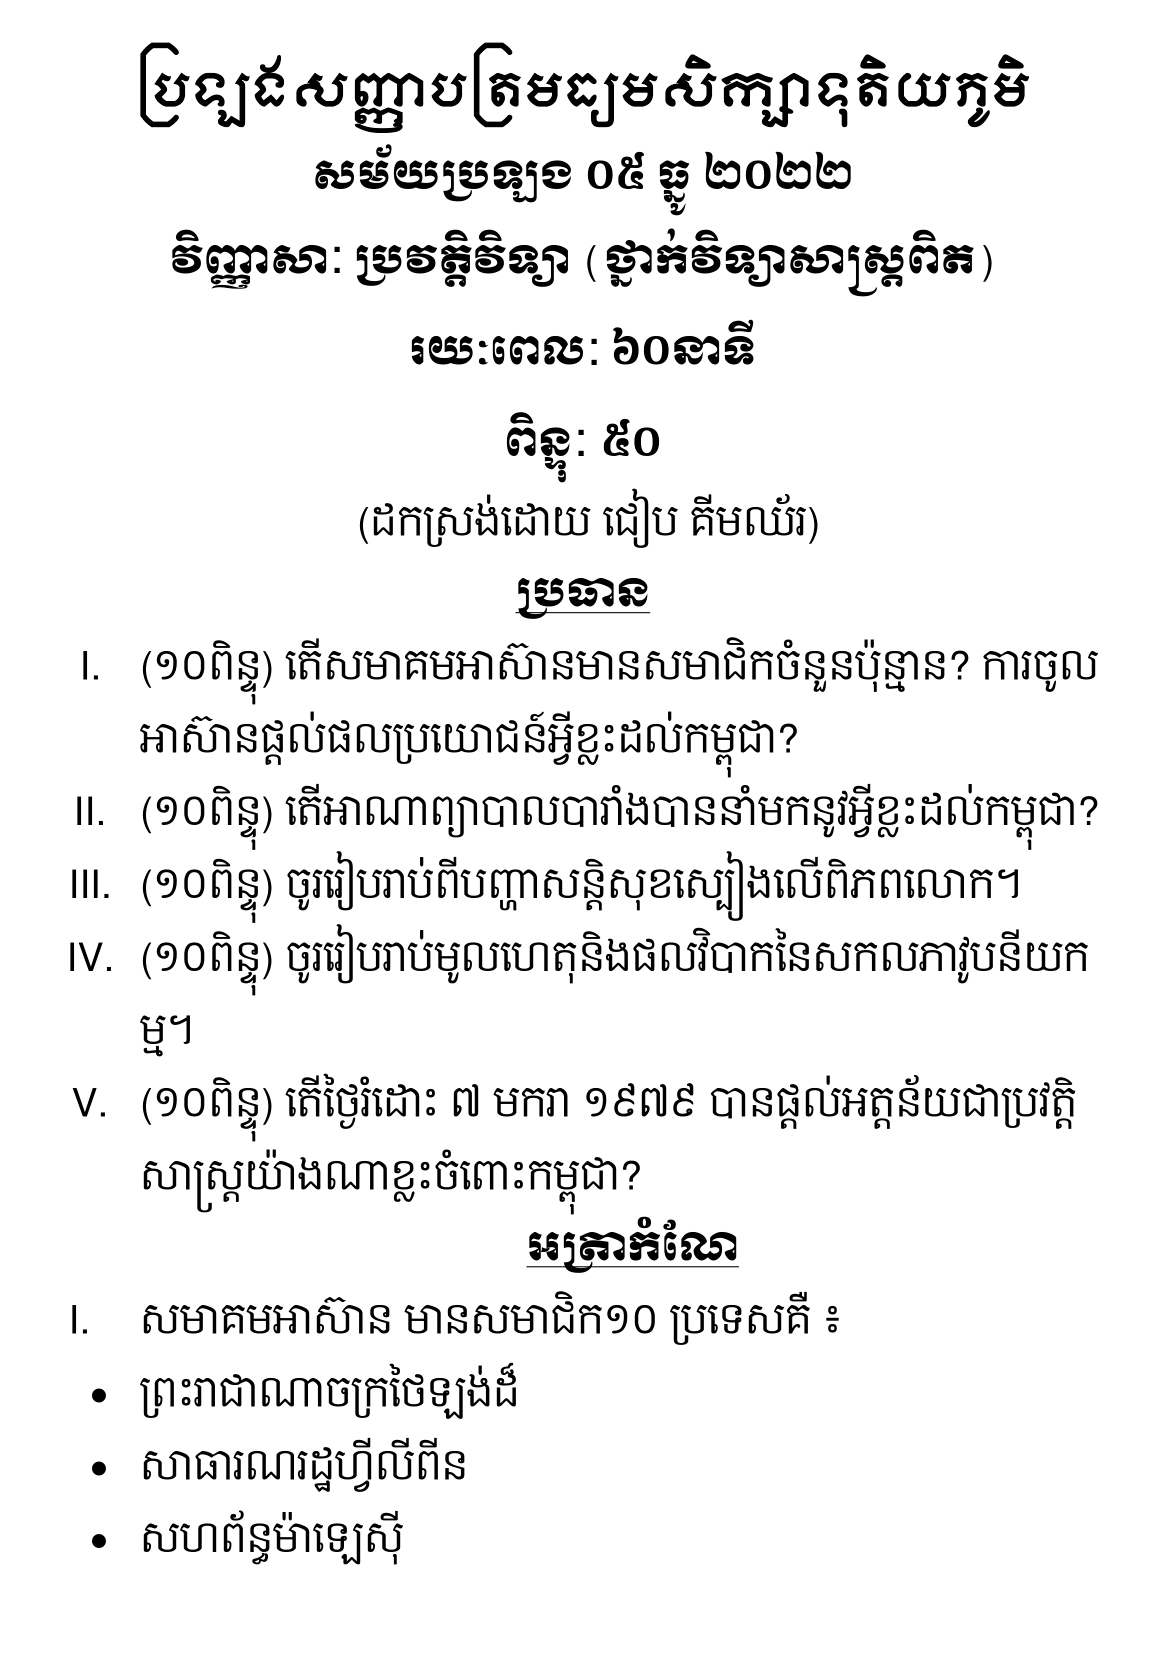 ប្រឡងសញ្ញាបត្រមធ្យមសិក្សាទុតិយភូមិ
សម័យប្រឡង ០៥ ធ្នូ ២០២២
វិញ្ញាសា: ប្រវត្តិវិទ្យា (ថ្នាក់វិទ្យាសាស្ត្រពិត)
រយៈពេល: ៦០នាទី
ពិន្ទុ: ៥០
(ដកស្រង់ដោយ ជៀប គីមឈ័រ)
ប្រធាន
I. (១០ពិន្ទុ) តើសមាគមអាស៊ានមានសមាជិកចំនួនប៉ុន្មាន? ការចូល
អាស៊ានផ្តល់ផលប្រយោជន៍អ្វីខ្លះដល់កម្ពុជា?
II. (១០ពិន្ទុ) តើអាណាព្យាបាលបារាំងបាននាំមកនូវអ្វីខ្លះដល់កម្ពុជា?
III. (១០ពិន្ទុ) ចូររៀបរាប់ពីបញ្ហាសន្តិសុខស្បៀងលើពិភពលោក។
IV. (១០ពិន្ទុ) ចូររៀបរាប់មូលហេតុនិងផលវិបាកនៃសកលភាវូបនីយក
ម្ម។
V. (១០ពិន្ទុ) តើថ្ងៃរំដោះ ៧ មករា ១៩៧៩ បានផ្តល់អត្តន័យជាប្រវត្តិ
សាស្ត្រយ៉ាងណាខ្លះចំពោះកម្ពុជា?
អត្រាកំណែ
I. សមាគមអាស៊ាន មានសមាជិក១០ ប្រទេសគឺ ៖
• ព្រះរាជាណាចក្រថៃឡង់ដ៏
• សាធារណរដ្ឋហ្វីលីពីន
• សហព័ន្ធម៉ាឡេស៊ី